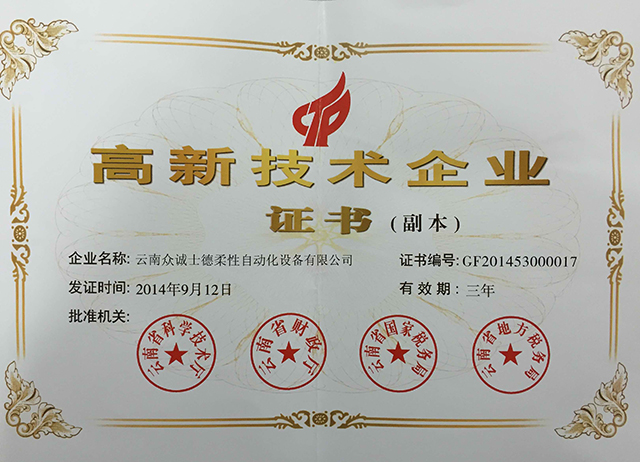 CTP
高新技术企业
证书(副本)
企业名称:云南众诚士德柔性自动化设备有限公司 证书编号:GF201453000017
发证时间:2014年9月12日 有效期:三年
批准机关:
云南省科学技术厅 云南省财政厅 云南省国家税务局 云南省地方税务局